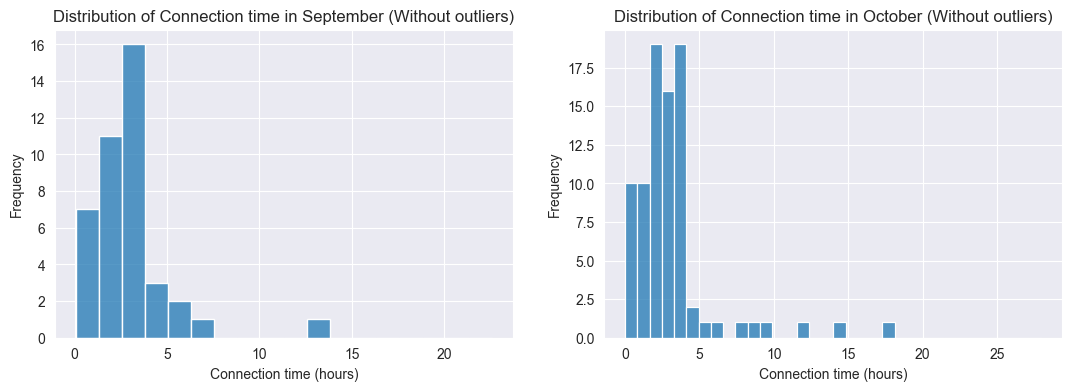 Distribution of Connection time in September (Without outliers)
16
14
12
10
8
6
4
2
0
Frequency
0 5 10 15 20
Connection time (hours)
Distribution of Connection time in October (Without outliers)
17.5
15.0
12.5
10.0
7.5
5.0
2.5
0.0
Frequency
0 5 10 15 20 25
Connection time (hours)